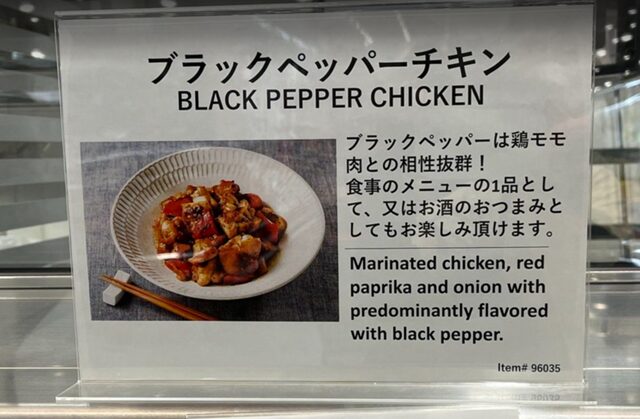 ブラックペッパーチキン
BLACK PEPPER CHICKEN
ブラックペッパーは鶏モモ
肉との相性抜群！
食事のメニューの1品とし
て、又はお酒のおつまみと
してもお楽しみ頂けます。
Marinated chicken, red
paprika and onion with
predominantly flavored
with black pepper.
Item# 96035